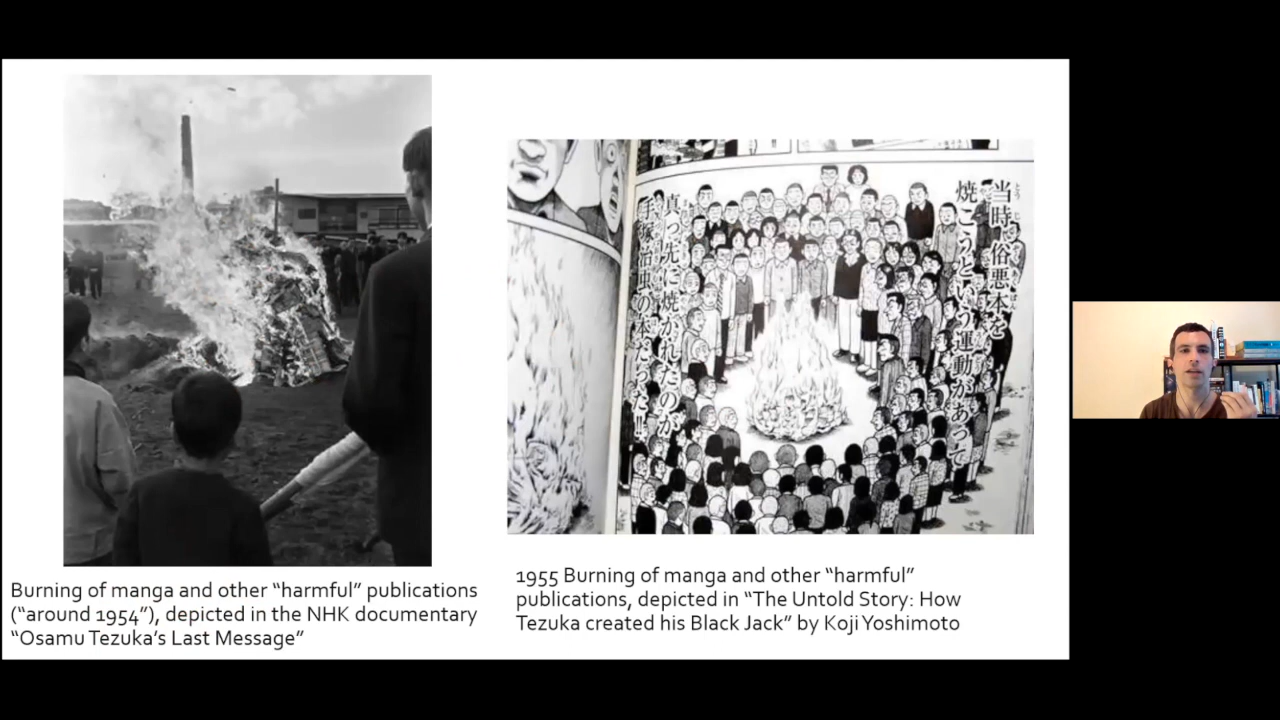 Burning of manga and other “harmful” publications
(“around 1954”), depicted in the NHK documentary
“Osamu Tezuka’s Last Message”
当時、俗悪本を
焼こうという運動があって
真っ先に焼かれたのが
手塚治虫の本だった!!
1955 Burning of manga and other “harmful”
publications, depicted in “The Untold Story: How
Tezuka created his Black Jack” by Koji Yoshimoto